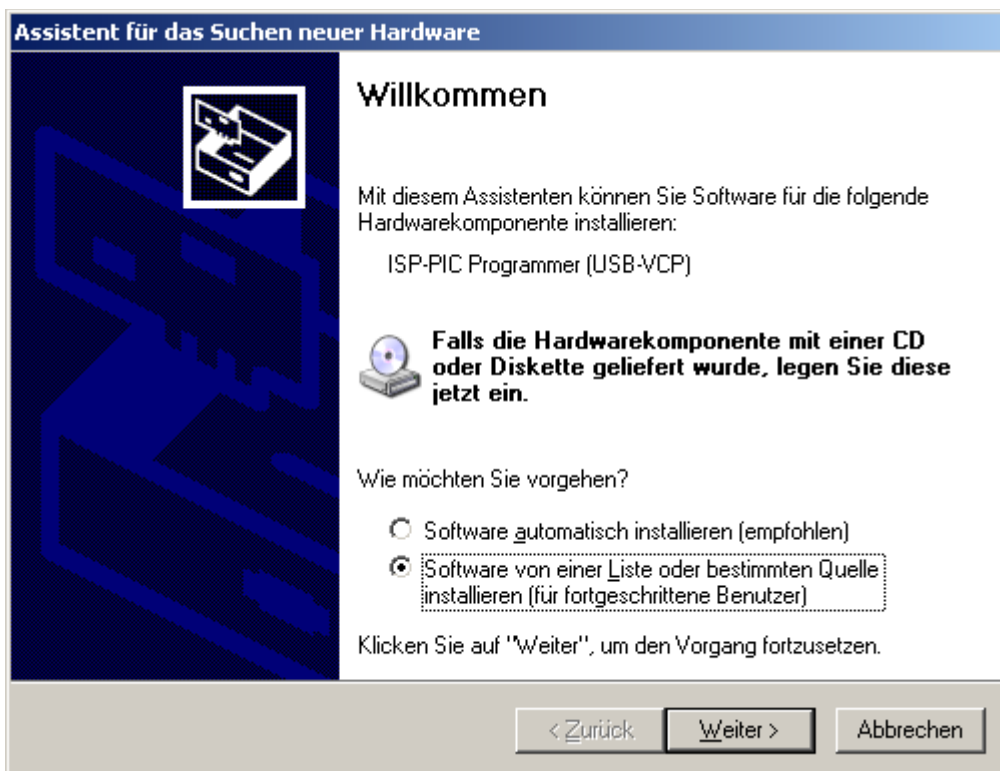 Assistent für das Suchen neuer Hardware
Willkommen
Mit diesem Assistenten können Sie Software für die folgende
Hardwarekomponente installieren:
ISP-PIC Programmer (USB-VCP)
Falls die Hardwarekomponente mit einer CD
oder Diskette geliefert wurde, legen Sie diese
jetzt ein.
Wie möchten Sie vorgehen?
Software automatisch installieren (empfohlen)
Software von einer Liste oder bestimmten Quelle
installieren (für fortgeschrittene Benutzer)
Klicken Sie auf "Weiter", um den Vorgang fortzusetzen.
< Zurück Weiter > Abbrechen